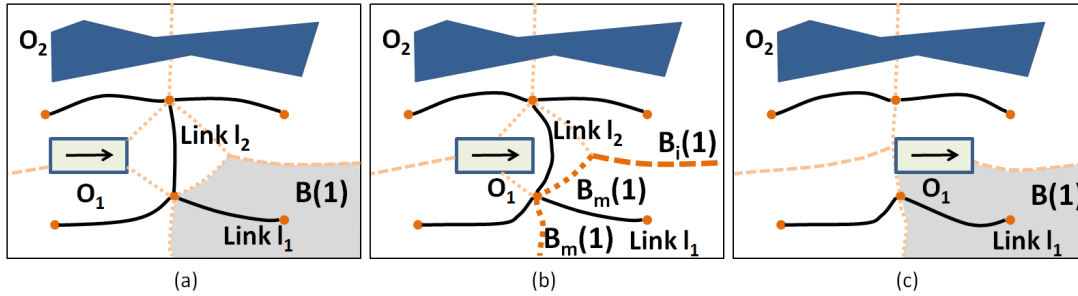 O₂
Link l₂
O₁
B(1)
Link l₁
(a)
O₂
Link l₂
Bᵢ(1)
O₁
Bₘ(1)
Bₘ(1)
Link l₁
(b)
O₂
O₁
B(1)
Link l₁
(c)